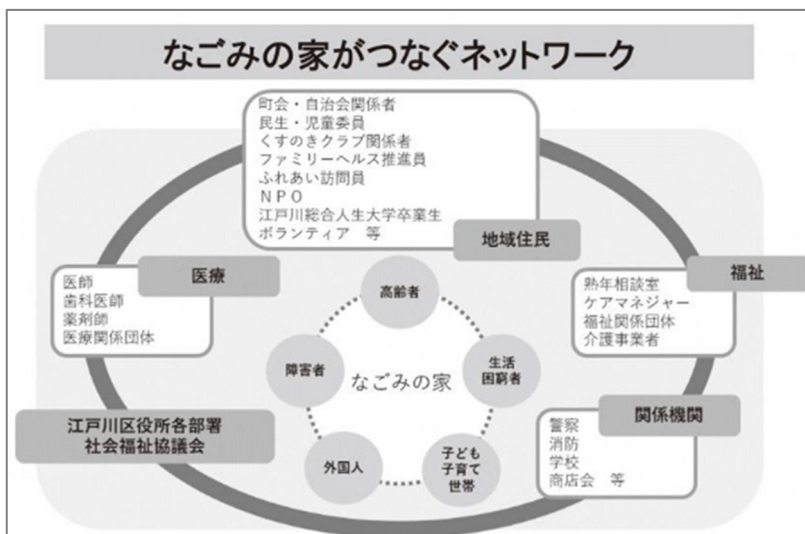 なごみの家がつなぐネットワーク
町会・自治会関係者
民生・児童委員
くすのきクラブ関係者
ファミリーヘルス推進員
ふれあい訪問員
ＮＰＯ
江戸川総合人生大学卒業生
ボランティア　等
地域住民
医療
医師
歯科医師
薬剤師
医療関係団体
福祉
熟年相談室
ケアマネジャー
福祉関係団体
介護事業者
高齢者
障害者
なごみの家
生活
困窮者
外国人
子ども
子育て
世帯
江戸川区役所各部署
社会福祉協議会
関係機関
警察
消防
学校
商店会　等